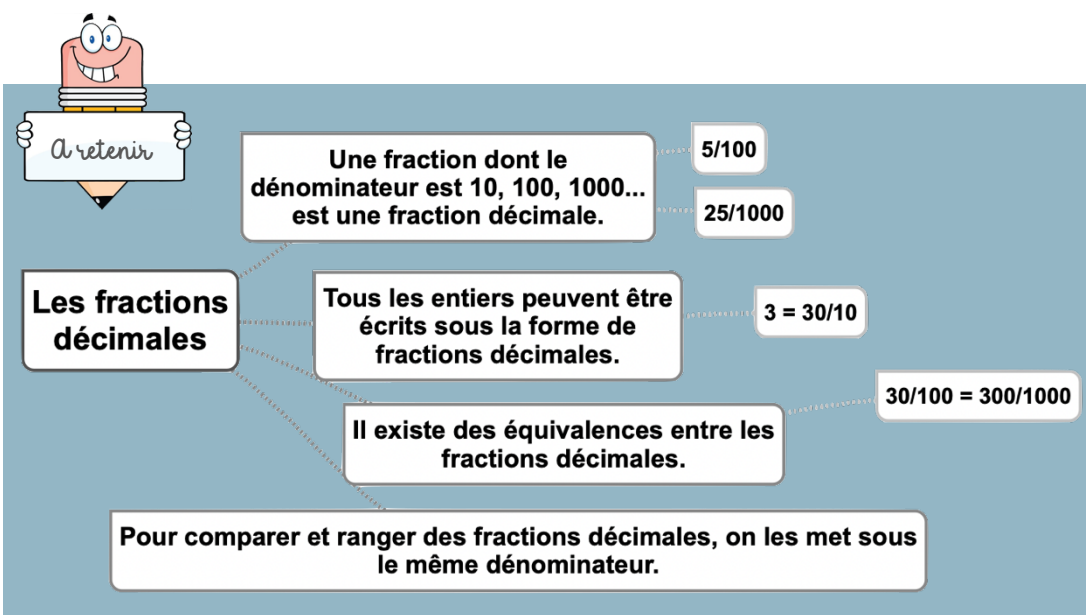 A retenir
Une fraction dont le
dénominateur est 10, 100, 1000...
est une fraction décimale.
5/100
25/1000
Les fractions
décimales
Tous les entiers peuvent être
écrits sous la forme de
fractions décimales.
3 = 30/10
Il existe des équivalences entre les
fractions décimales.
30/100 = 300/1000
Pour comparer et ranger des fractions décimales, on les met sous
le même dénominateur.